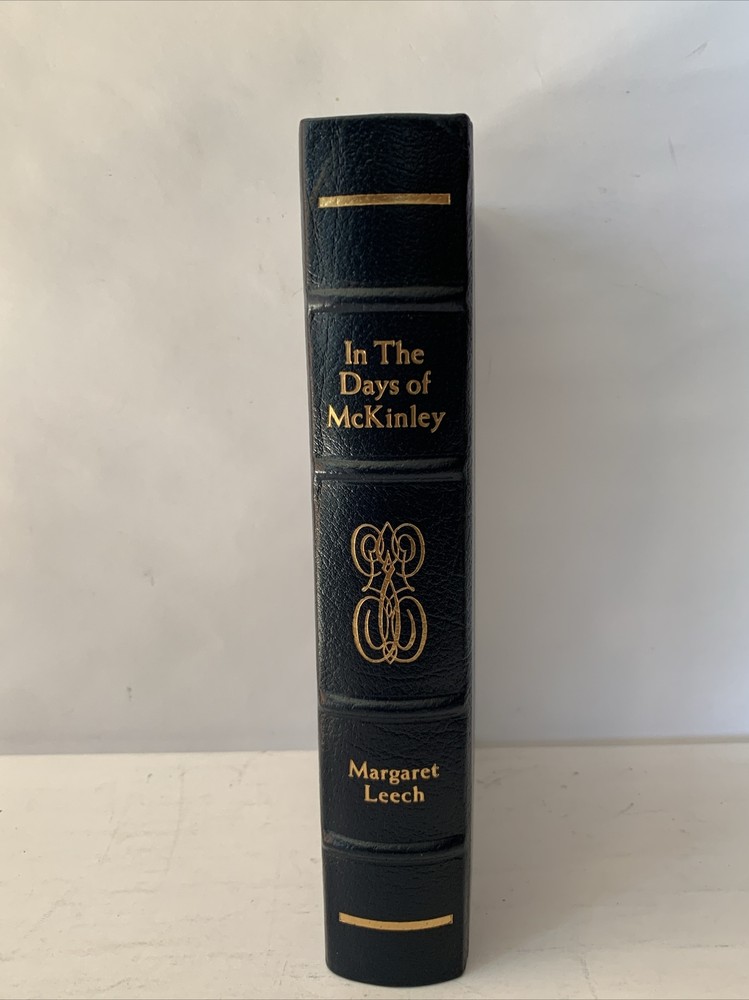 In The
Days of
McKinley
Margaret
Leech